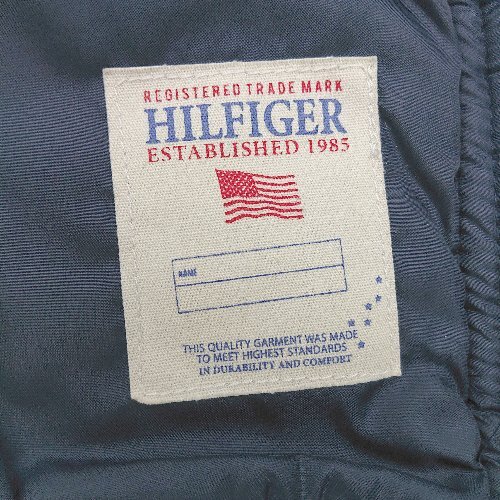 REGISTERED TRADE MARK
HILFIGER
ESTABLISHED 1985
NAME
THIS QUALITY GARMENT WAS MADE
TO MEET HIGHEST STANDARDS
IN DURABILITY AND COMFORT